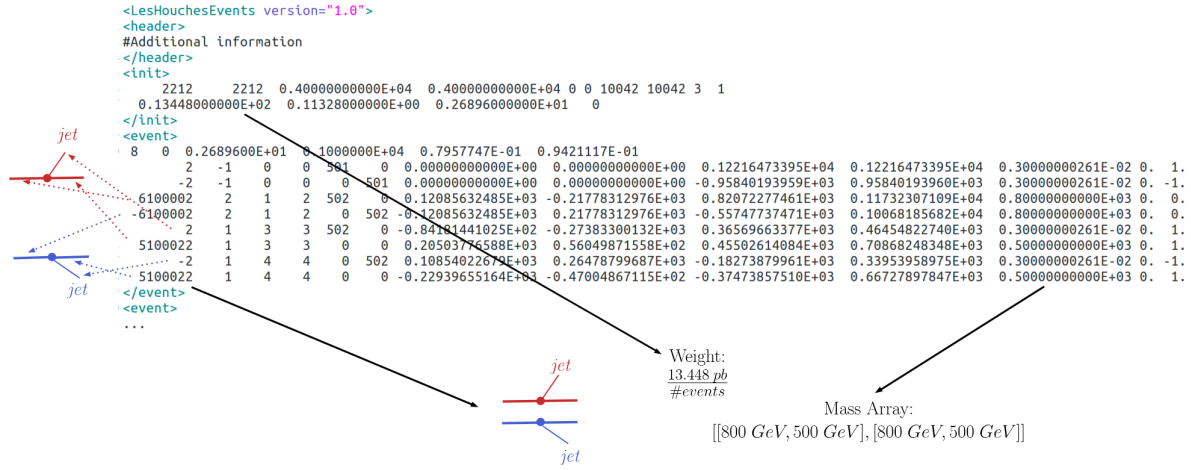 <LesHouchesEvents version="1.0">
<header>
#Additional information
</header>
<init>
2212 2212 0.40000000000E+04 0.40000000000E+04 0 0 10042 10042 3 1
0.13448000000E+02 0.11328000000E+00 0.26896000000E+01 0
</init>
<event>
8 0 0.2689600E+01 0.1000000E+04 0.7957747E-01 0.9421117E-01
2 -1 0 0 501 0 0.00000000000E+00 0.00000000000E+00 0.12216473395E+04 0.12216473395E+04 0.30000000261E-02 0. 1.
-2 -1 0 0 0 501 0.00000000000E+00 0.00000000000E+00 -0.95840193959E+03 0.95840193960E+03 0.30000000261E-02 0. -1.
6100002 2 1 2 502 0 0.12085632485E+03 -0.21778312976E+03 0.82072277461E+03 0.11732307109E+04 0.80000000000E+03 0. 0.
-6100002 2 1 2 0 502 -0.12085632485E+03 0.21778312976E+03 -0.55747737471E+03 0.10068185682E+04 0.80000000000E+03 0. 0.
2 1 3 3 502 0 -0.84181441025E+02 -0.27383300132E+03 0.36569663377E+03 0.46454822740E+03 0.30000000261E-02 0. 1.
5100022 1 3 3 0 0 0.20503776588E+03 0.56049871558E+02 0.45502614084E+03 0.70868248348E+03 0.50000000000E+03 0. 1.
-2 1 4 4 0 502 0.10854022679E+03 0.26478799687E+03 -0.18273879961E+03 0.33953958975E+03 0.30000000261E-02 0. -1.
5100022 1 4 4 0 0 -0.22939655164E+03 -0.47004867115E+02 -0.37473857510E+03 0.66727897847E+03 0.50000000000E+03 0. 1.
</event>
<event>
...
jet
jet
Weight:
13.448 pb
#events
jet
jet
Mass Array:
[[800 GeV, 500 GeV], [800 GeV, 500 GeV]]